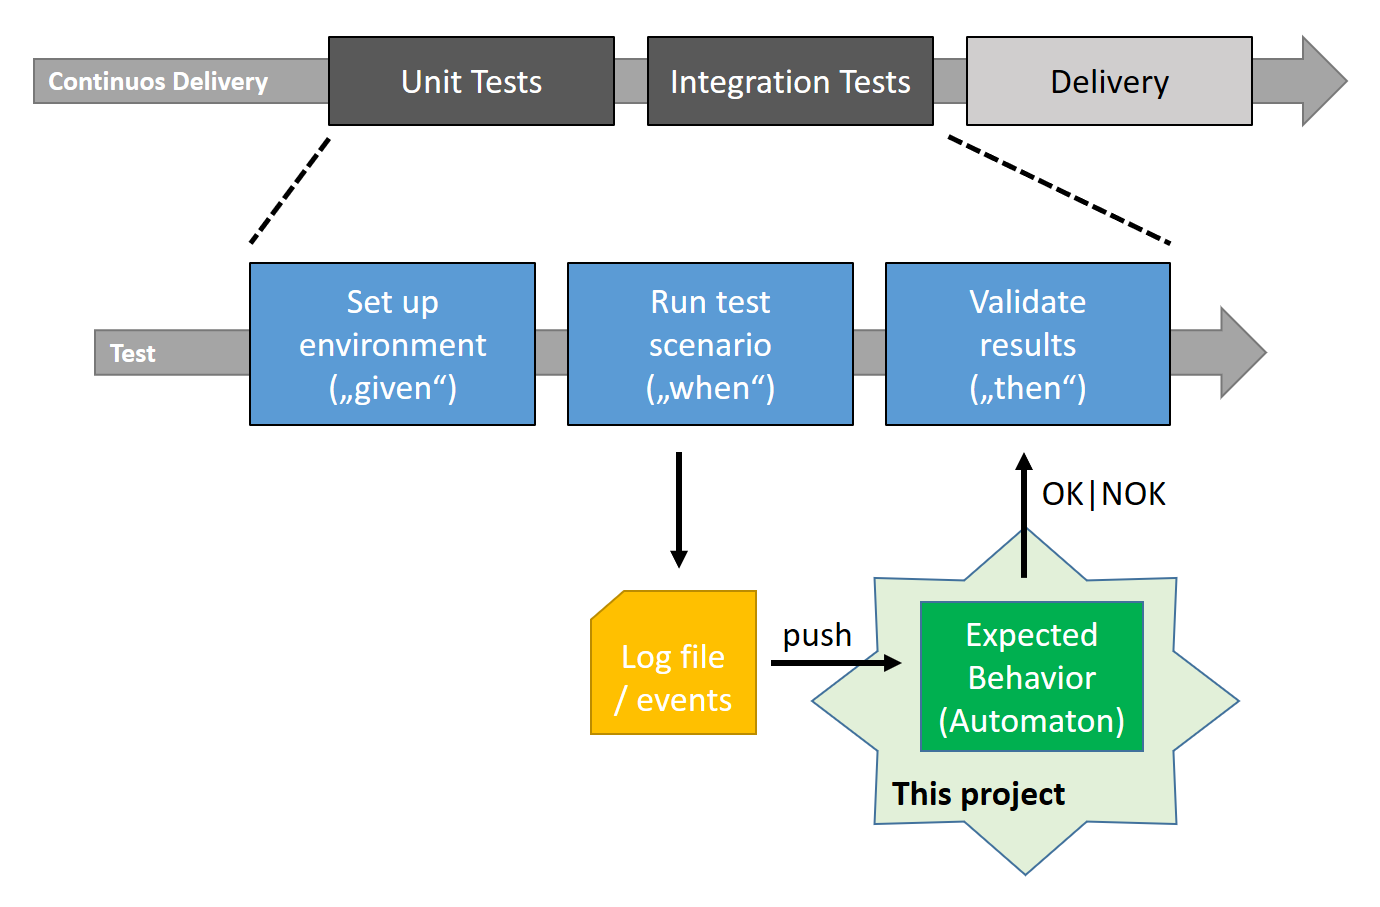 Continuos Delivery
Unit Tests
Integration Tests
Delivery
Test
Set up
environment
(„given“)
Run test
scenario
(„when“)
Validate
results
(„then“)
OK|NOK
Log file
/ events
push
Expected
Behavior
(Automaton)
This project